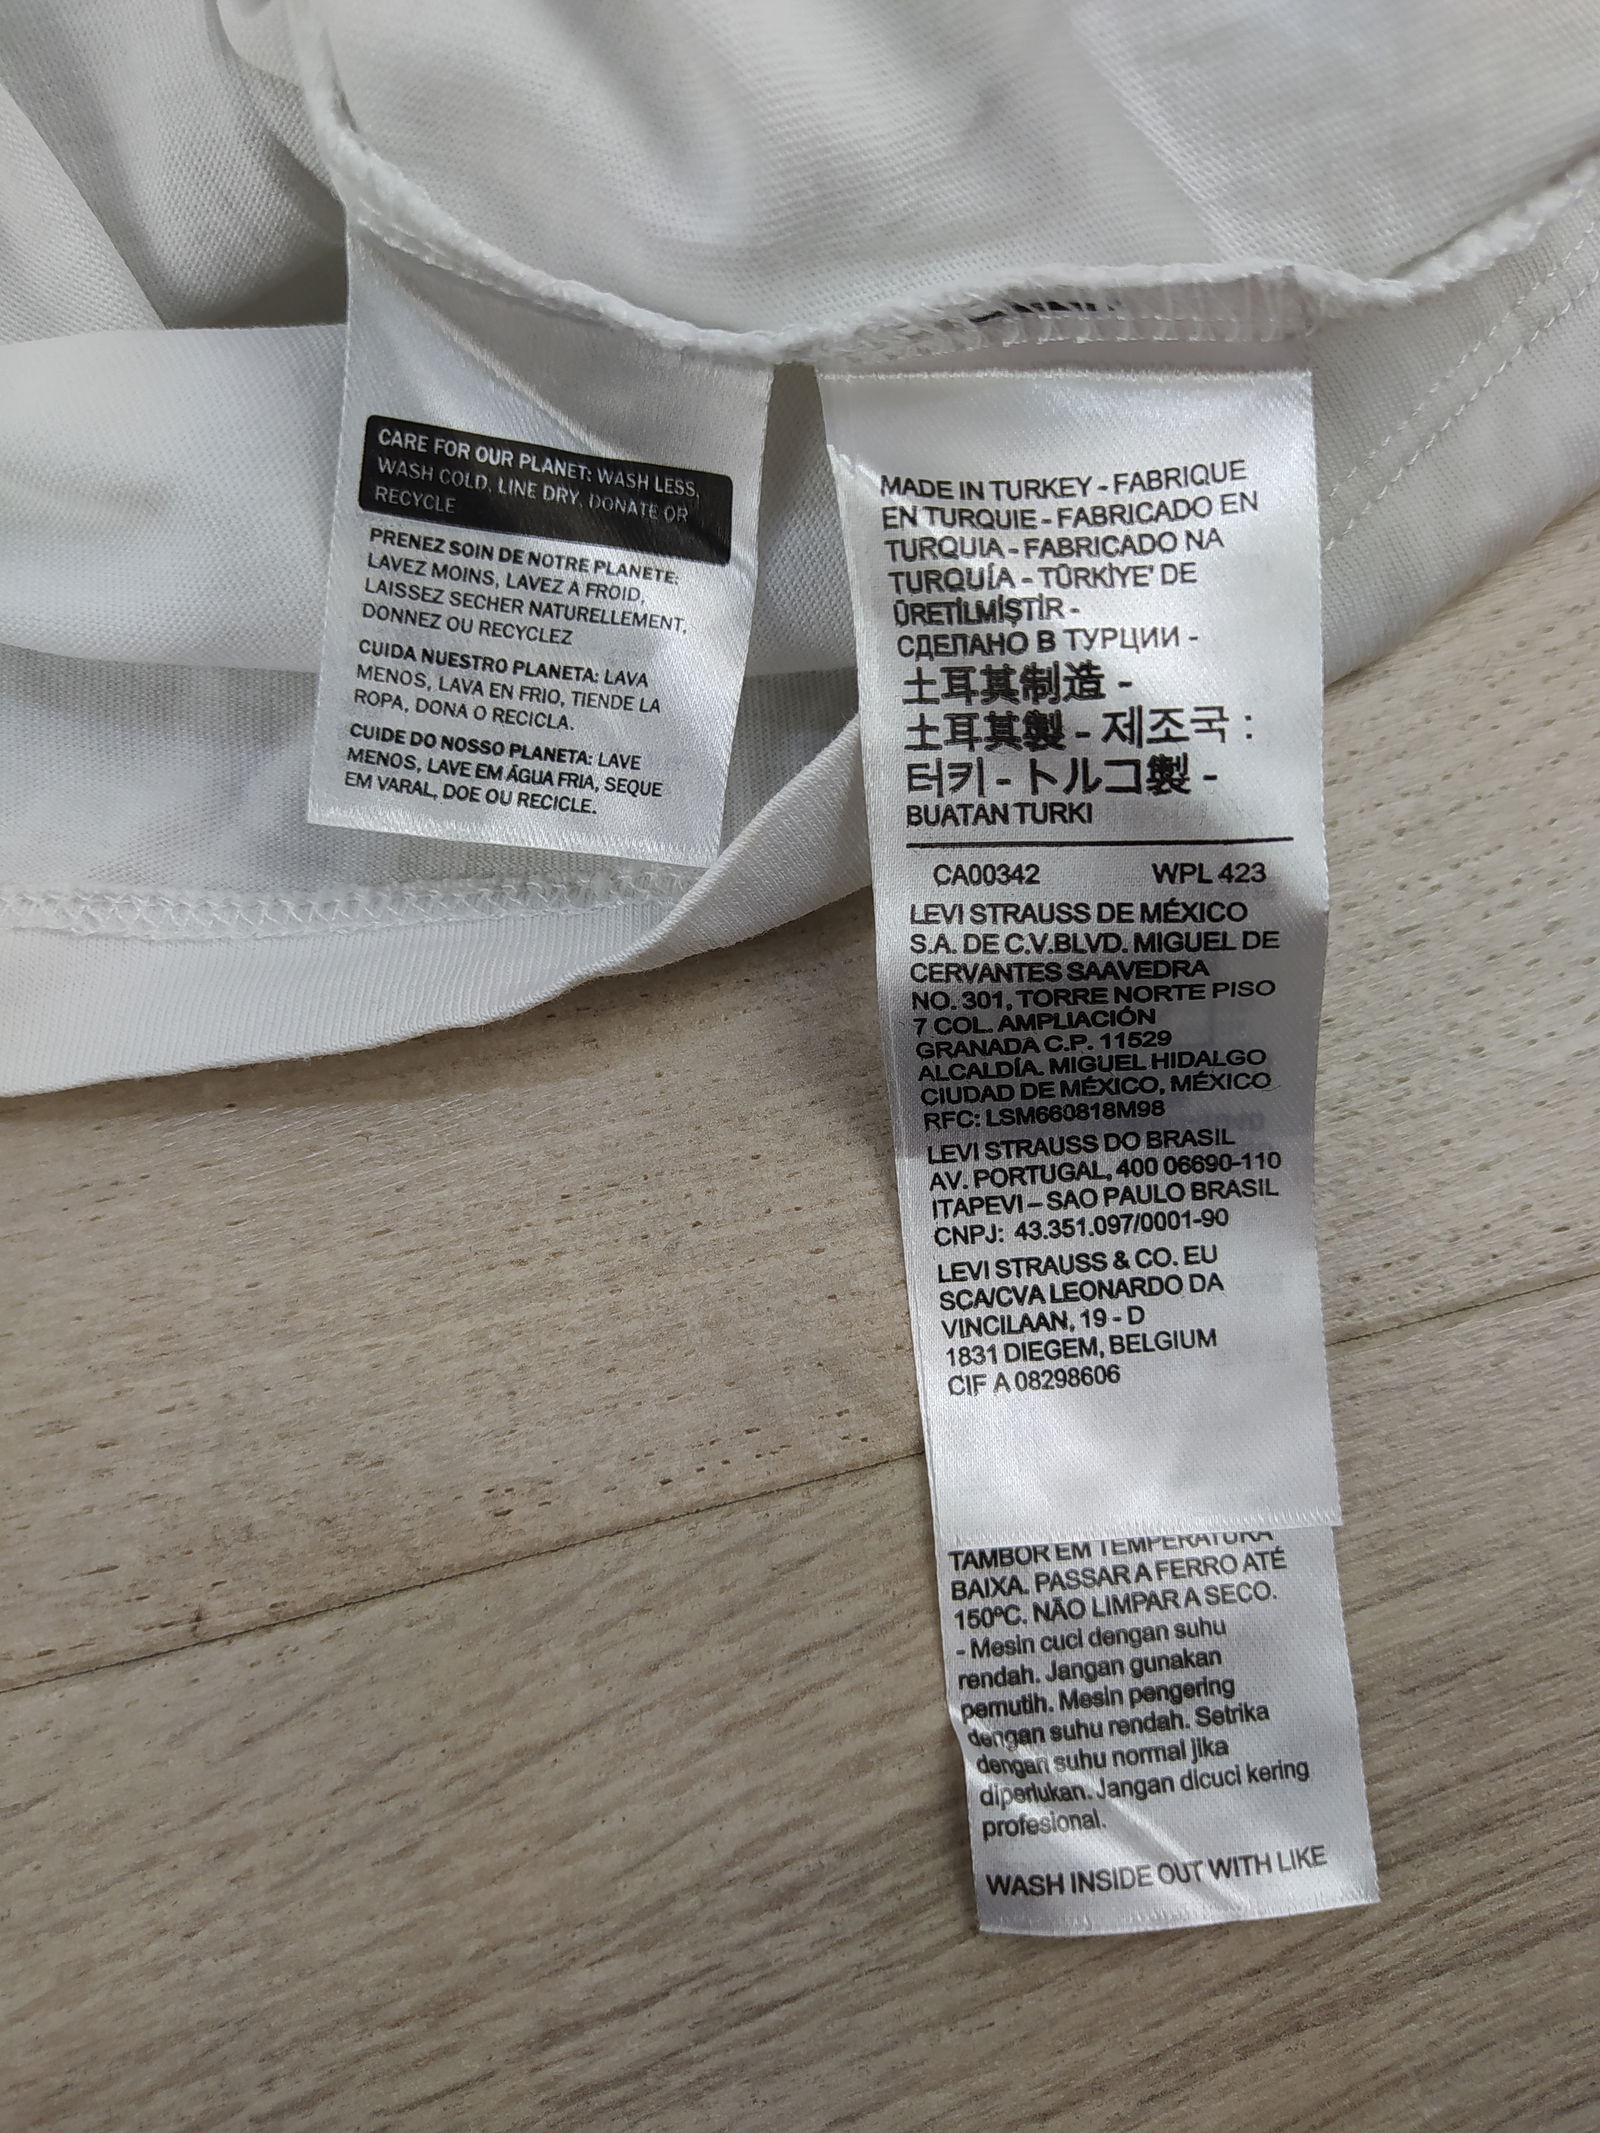 CARE FOR OUR PLANET: WASH LESS,
WASH COLD, LINE DRY, DONATE OR
RECYCLE
PRENEZ SOIN DE NOTRE PLANETE:
LAVEZ MOINS, LAVEZ A FROID,
LAISSEZ SECHER NATURELLEMENT,
DONNEZ OU RECYCLEZ
CUIDA NUESTRO PLANETA: LAVA
MENOS, LAVA EN FRIO, TIENDE LA
ROPA, DONA O RECICLA.
CUIDE DO NOSSO PLANETA: LAVE
MENOS, LAVE EM ÁGUA FRIA, SEQUE
EM VARAL, DOE OU RECICLE.
MADE IN TURKEY - FABRIQUE
EN TURQUIE - FABRICADO EN
TURQUIA - FABRICADO NA
TURQUÍA - TÜRKİYE' DE
ÜRETİLMİŞTİR -
СДЕЛАНО В ТУРЦИИ -
土耳其制造 -
土耳其製 - 제조국 :
터키 - トルコ製 -
BUATAN TURKI
CA00342 WPL 423
LEVI STRAUSS DE MÉXICO
S.A. DE C.V.BLVD. MIGUEL DE
CERVANTES SAAVEDRA
NO. 301, TORRE NORTE PISO
7 COL. AMPLIACIÓN
GRANADA C.P. 11529
ALCALDÍA. MIGUEL HIDALGO
CIUDAD DE MÉXICO, MÉXICO
RFC: LSM660818M98
LEVI STRAUSS DO BRASIL
AV. PORTUGAL, 400 06690-110
ITAPEVI – SAO PAULO BRASIL
CNPJ: 43.351.097/0001-90
LEVI STRAUSS & CO. EU
SCA/CVA LEONARDO DA
VINCILAAN, 19 - D
1831 DIEGEM, BELGIUM
CIF A 08298606
TAMBOR EM TEMPERATURA
BAIXA. PASSAR A FERRO ATÉ
150ºC. NÃO LIMPAR A SECO.
- Mesin cuci dengan suhu
rendah. Jangan gunakan
pemutih. Mesin pengering
dengan suhu rendah. Setrika
dengan suhu normal jika
diperlukan. Jangan dicuci kering
profesional.
WASH INSIDE OUT WITH LIKE